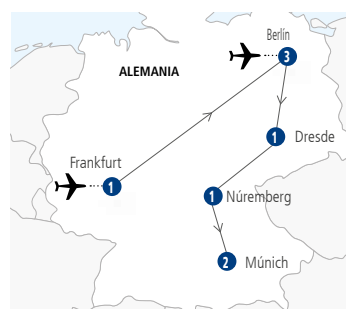 Berlin
3
ALEMANIA
1
Dresde
Frankfurt
1
1
Núremberg
2
Múnich